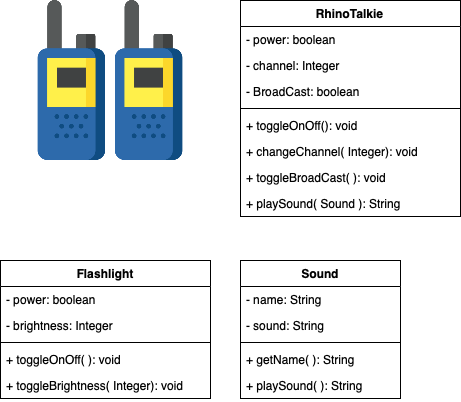 RhinoTalkie
- power: boolean
- channel: Integer
- BroadCast: boolean
+ toggleOnOff(): void
+ changeChannel( Integer): void
+ toggleBroadCast( ): void
+ playSound( Sound ): String
Flashlight
- power: boolean
- brightness: Integer
+ toggleOnOff( ): void
+ toggleBrightness( Integer): void
Sound
- name: String
- sound: String
+ getName( ): String
+ playSound( ): String